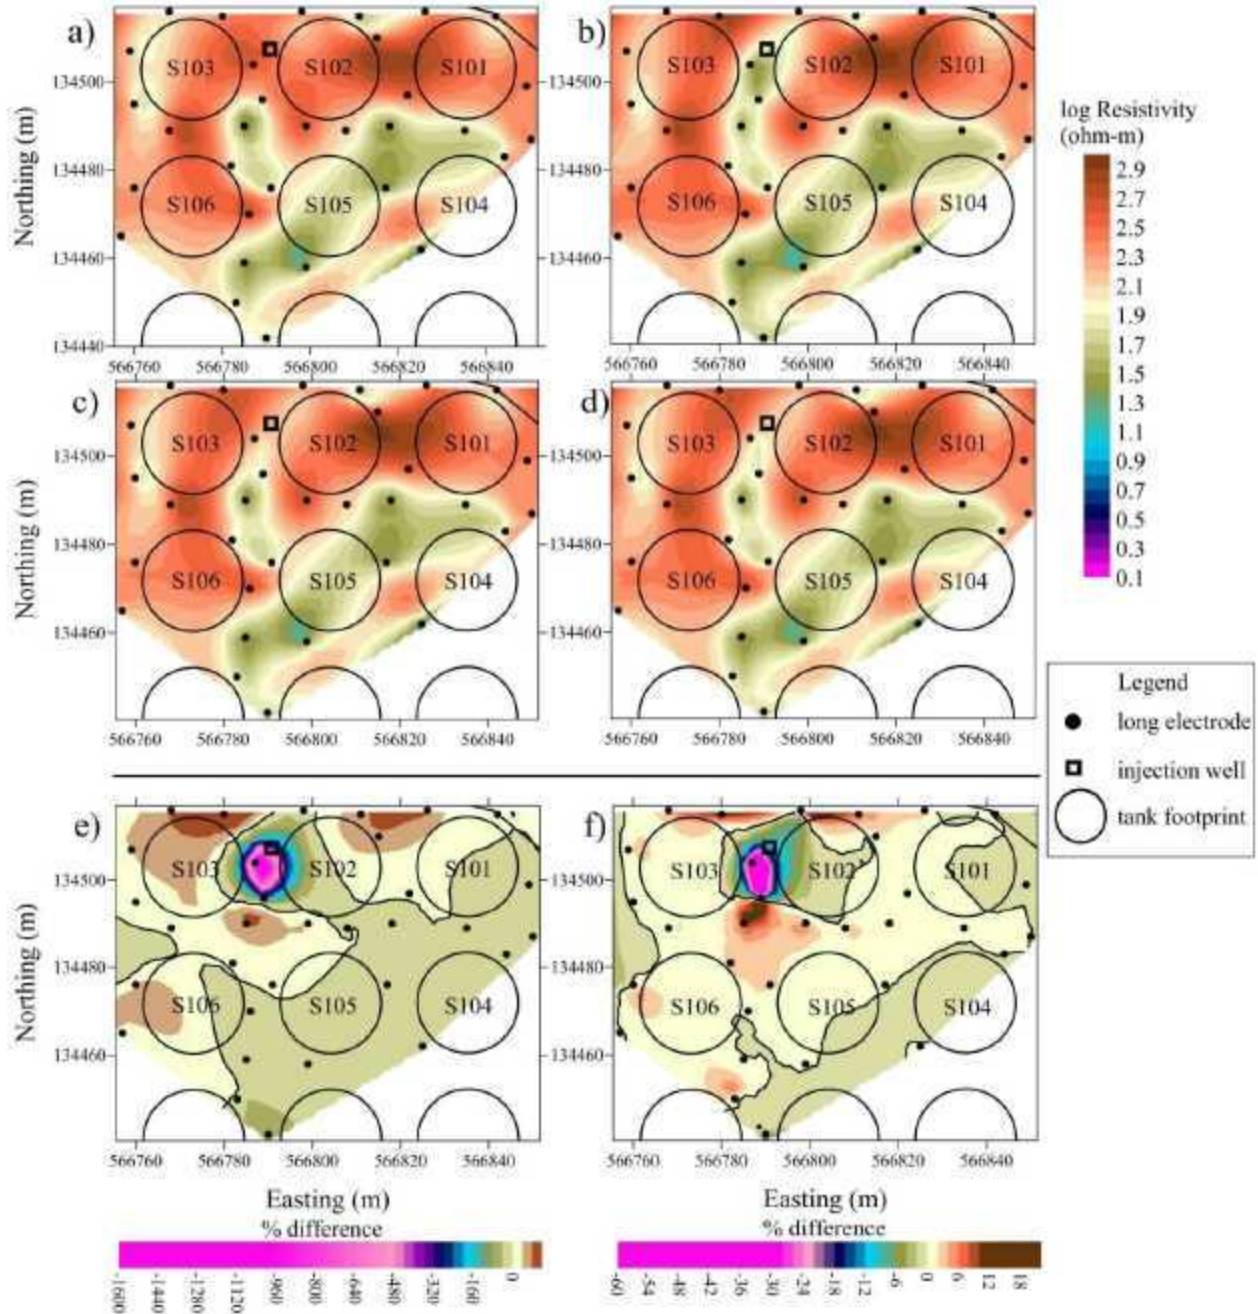 a)
S103
S102
S101
S106
S105
S104
134500
134480
134460
134440
Northing (m)
566760
566780
566800
566820
566840
b)
S103
S102
S101
S106
S105
S104
134500
134480
134460
566760
566780
566800
566820
566840
log Resistivity
(ohm-m)
2.9
2.7
2.5
2.3
2.1
1.9
1.7
1.5
1.3
1.1
0.9
0.7
0.5
0.3
0.1
c)
S103
S102
S101
S106
S105
S104
134500
134480
134460
Northing (m)
566760
566780
566800
566820
566840
d)
S103
S102
S101
S106
S105
S104
134500
134480
134460
566760
566780
566800
566820
566840
Legend
long electrode
injection well
tank footprint
e)
S103
S102
S101
S106
S105
S104
134500
134480
134460
Northing (m)
566760
566780
566800
566820
566840
Easting (m)
% difference
-1600
-1440
-1280
-1120
-960
-800
-640
-480
-320
-160
0
f)
S103
S102
S101
S106
S105
S104
134500
134480
134460
566760
566780
566800
566820
566840
Easting (m)
% difference
-60
-54
-48
-42
-36
-30
-24
-18
-12
-6
0
6
12
18